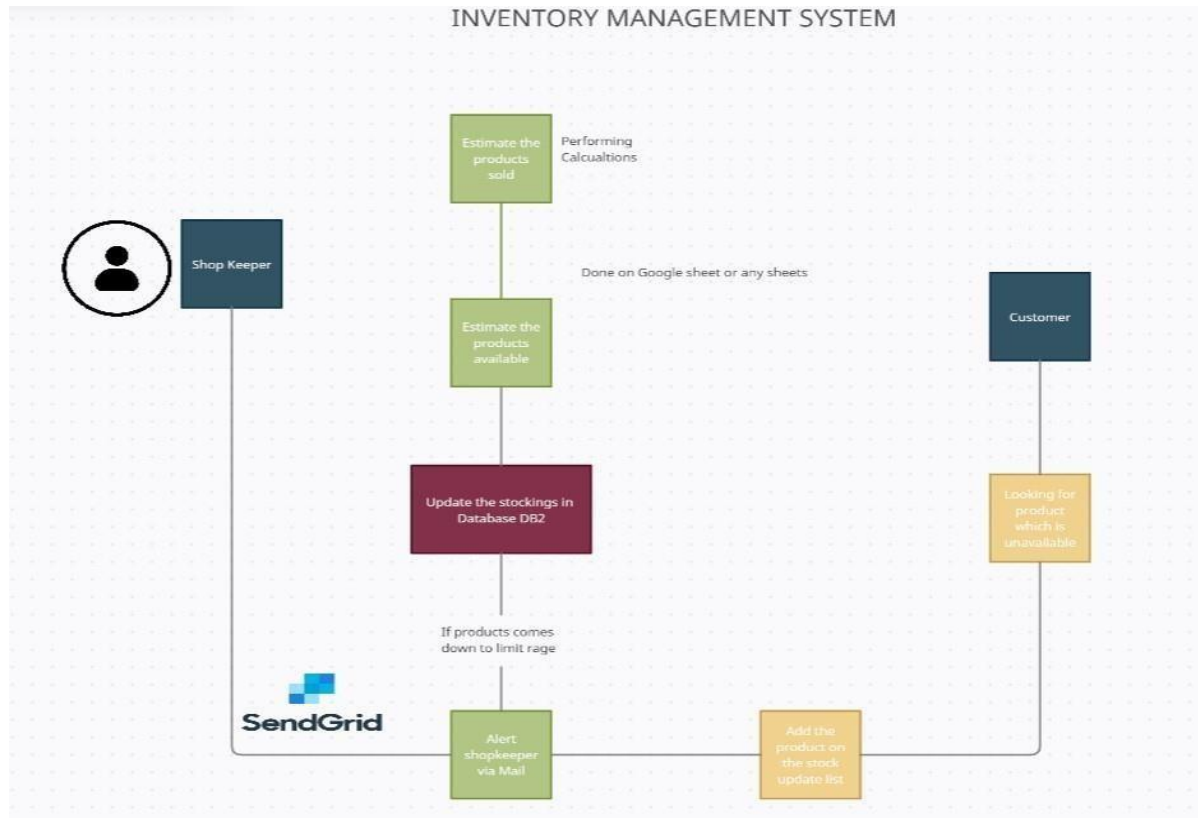 INVENTORY MANAGEMENT SYSTEM
Estimate the
products
sold
Performing
Calcualtions
Shop Keeper
Done on Google sheet or any sheets
Customer
Estimate the
products
available
Update the stockings in
Database DB2
Looking for
product
which is
unavailable
If products comes
down to limit rage
SendGrid
Alert
shopkeeper
via Mail
Add the
product on
the stock
update list